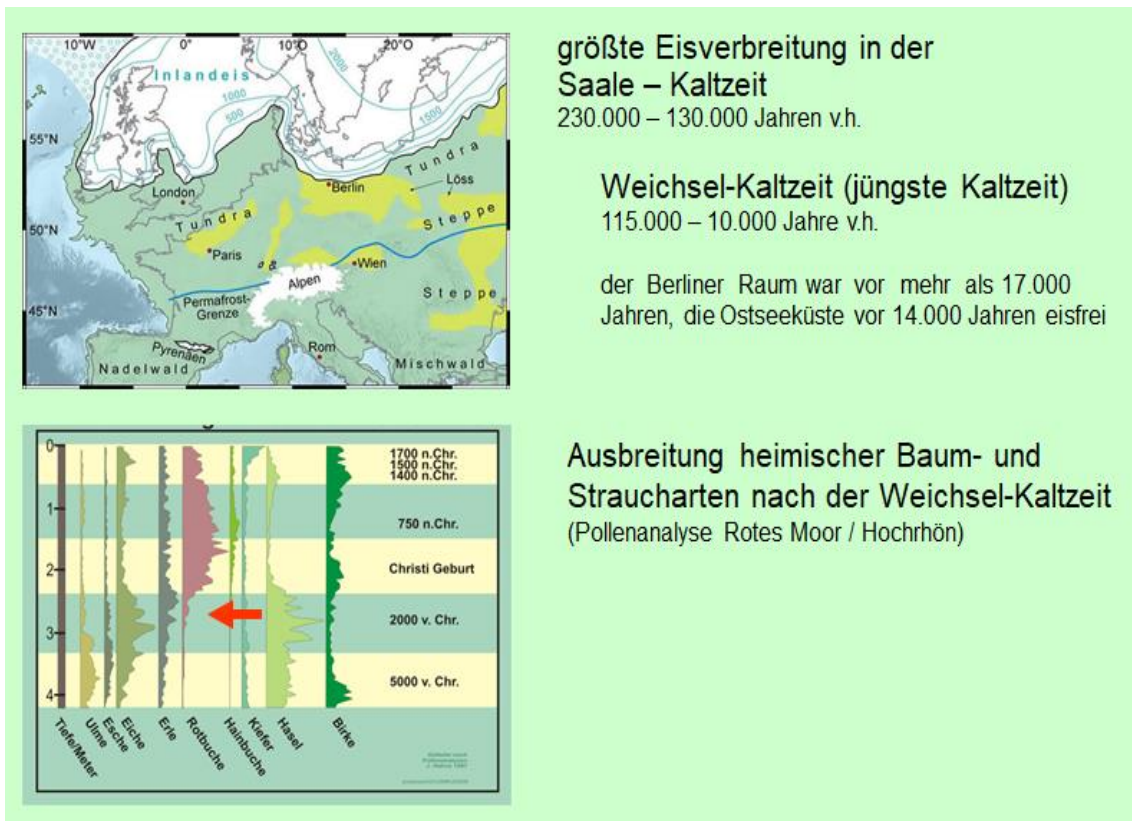 10°W 0° 10°O 20°O
Inlandeis
2000
1000
500
1500
55°N
Tundra
Löss
London
Berlin
Tundra
Steppe
50°N
Paris
Wien
Alpen
Permafrost-
Grenze
Steppe
45°N
Pyrenäen
Rom
Nadelwald
Mischwald
größte Eisverbreitung in der
Saale – Kaltzeit
230.000 – 130.000 Jahren v.h.
Weichsel-Kaltzeit (jüngste Kaltzeit)
115.000 – 10.000 Jahre v.h.
der Berliner Raum war vor mehr als 17.000
Jahren, die Ostseeküste vor 14.000 Jahren eisfrei
0
1700 n.Chr.
1500 n.Chr.
1400 n.Chr.
1
750 n.Chr.
2
Christi Geburt
2000 v. Chr.
3
5000 v. Chr.
4
Tiefe/Meter
Ulme
Esche
Eiche
Erle
Rotbuche
Hainbuche
Kiefer
Hasel
Birke
Ausbreitung heimischer Baum- und
Straucharten nach der Weichsel-Kaltzeit
(Pollenanalyse Rotes Moor / Hochrhön)